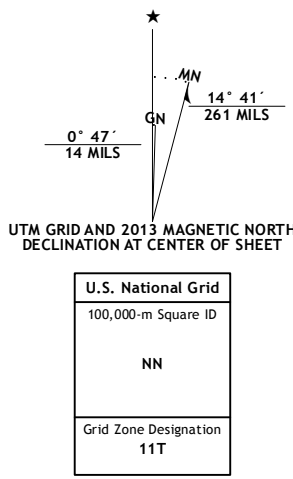 ★
MN
GN
0° 47´
14 MILS
14° 41´
261 MILS
UTM GRID AND 2013 MAGNETIC NORTH
DECLINATION AT CENTER OF SHEET
U.S. National Grid
100,000-m Square ID
NN
Grid Zone Designation
11T